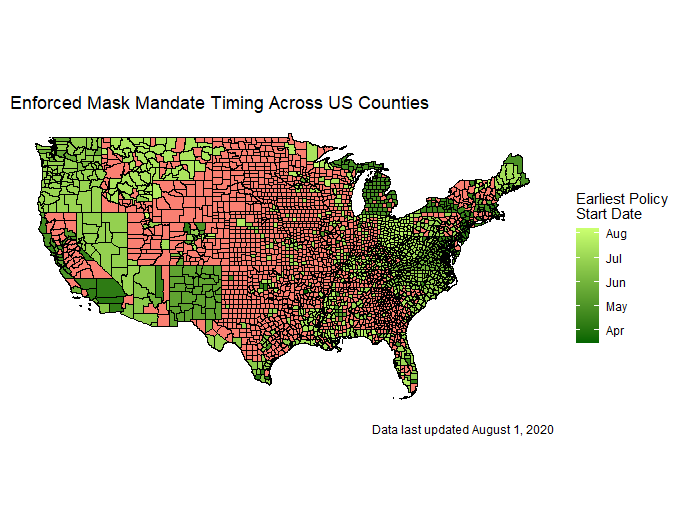 Enforced Mask Mandate Timing Across US Counties
Earliest Policy
Start Date
Aug
Jul
Jun
May
Apr
Data last updated August 1, 2020